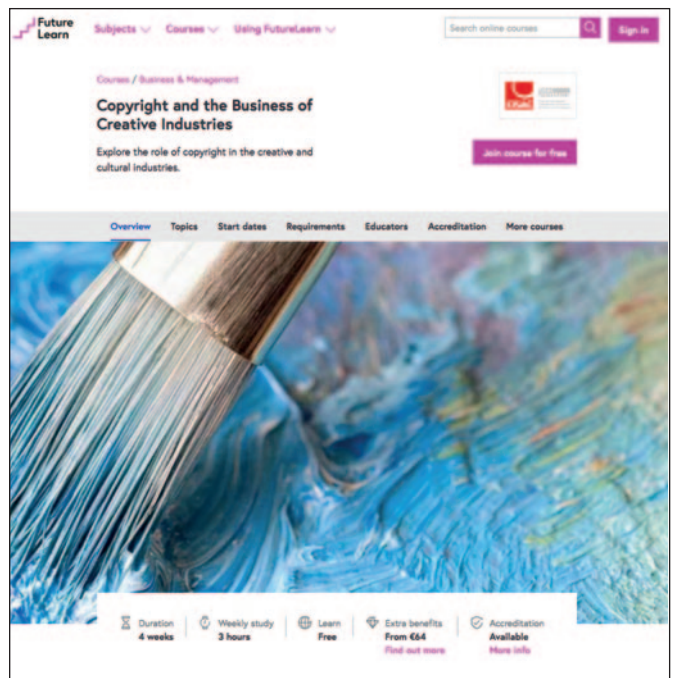 Future
Learn
Subjects
Courses
Using FutureLearn
Search online courses
Sign in
Courses / Business & Management
Copyright and the Business of
Creative Industries
Explore the role of copyright in the creative and
cultural industries.
CISAC
Join course for free
Overview
Topics
Start dates
Requirements
Educators
Accreditation
More courses
Duration
4 weeks
Weekly study
3 hours
Learn
Free
Extra benefits
From €64
Find out more
Accreditation
Available
More info